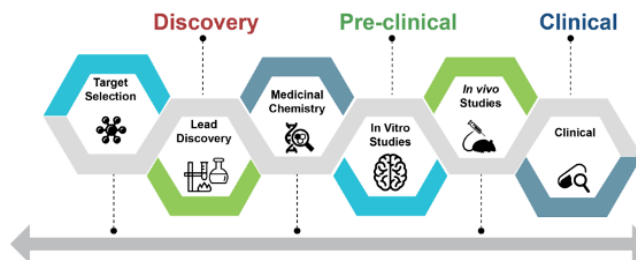 Discovery
Pre-clinical
Clinical
Target
Selection
Lead
Discovery
Medicinal
Chemistry
In Vitro
Studies
In vivo
Studies
Clinical